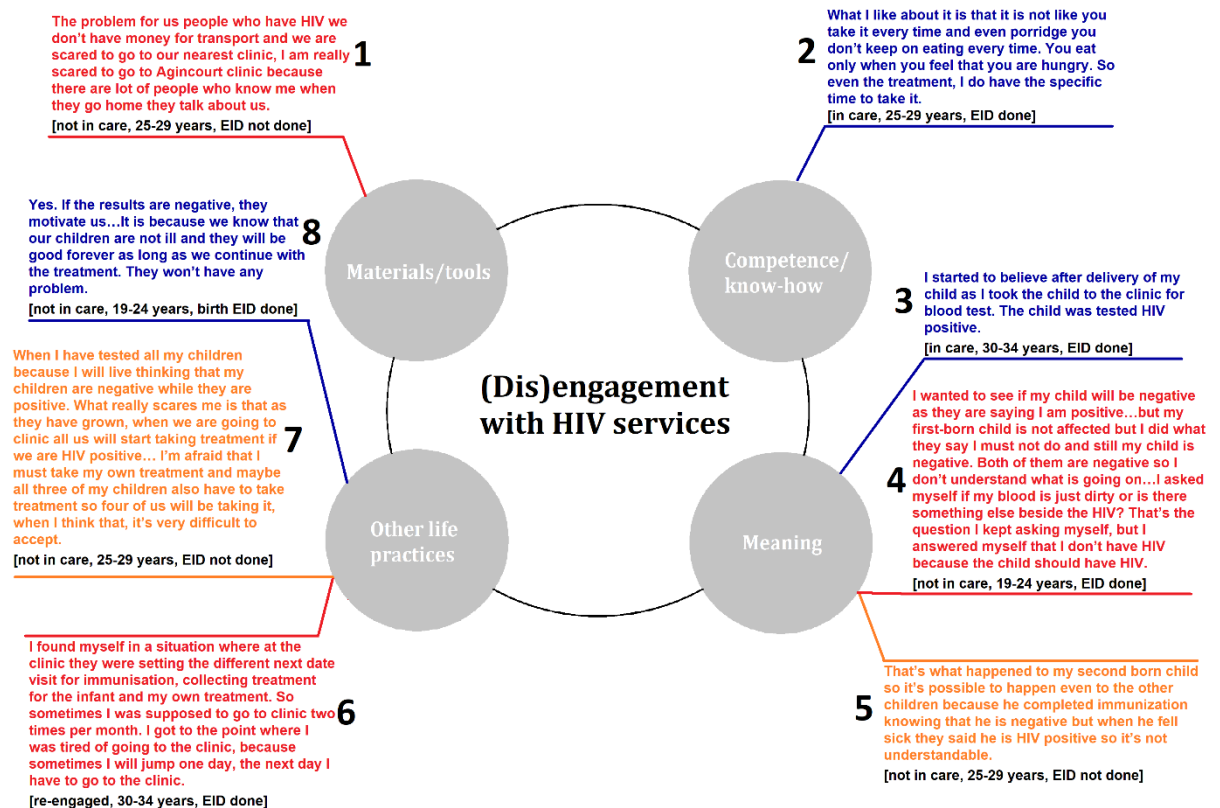 The problem for us people who have HIV we
don't have money for transport and we are
scared to go to our nearest clinic, I am really
scared to go to Agincourt clinic because
there are lot of people who know me when
they go home they talk about us.
[not in care, 25-29 years, EID not done]
1
2
What I like about it is that it is not like you
take it every time and even porridge you
don't keep on eating every time. You eat
only when you feel that you are hungry. So
even the treatment, I do have the specific
time to take it.
[in care, 25-29 years, EID done]
Materials/tools
Competence/
know-how
3
I started to believe after delivery of my
child as I took the child to the clinic for
blood test. The child was tested HIV
positive.
[in care, 30-34 years, EID done]
4
I wanted to see if my child will be negative
as they are saying I am positive…but my
first-born child is not affected but I did what
they say I must not do and still my child is
negative. Both of them are negative so I
don't understand what is going on…I asked
myself if my blood is just dirty or is there
something else beside the HIV? That's the
question I kept asking myself, but I
answered myself that I don't have HIV
because the child should have HIV.
[not in care, 19-24 years, EID done]
(Dis)engagement
with HIV services
Other life
practices
Meaning
5
That's what happened to my second born child
so it's possible to happen even to the other
children because he completed immunization
knowing that he is negative but when he fell
sick they said he is HIV positive so it's not
understandable.
[not in care, 25-29 years, EID not done]
I found myself in a situation where at the
clinic they were setting the different next date
visit for immunisation, collecting treatment
for the infant and my own treatment. So
sometimes I was supposed to go to clinic two
times per month. I got to the point where I
was tired of going to the clinic, because
sometimes I will jump one day, the next day I
have to go to the clinic.
[re-engaged, 30-34 years, EID done]
6
When I have tested all my children
because I will live thinking that my
children are negative while they are
positive. What really scares me is that as
they have grown, when we are going to
clinic all us will start taking treatment if
we are HIV positive… I'm afraid that I
must take my own treatment and maybe
all three of my children also have to take
treatment so four of us will be taking it,
when I think that, it's very difficult to
accept.
[not in care, 25-29 years, EID not done]
7
Yes. If the results are negative, they
motivate us…It is because we know that
our children are not ill and they will be
good forever as long as we continue with
the treatment. They won't have any
problem.
[not in care, 19-24 years, birth EID done]
8